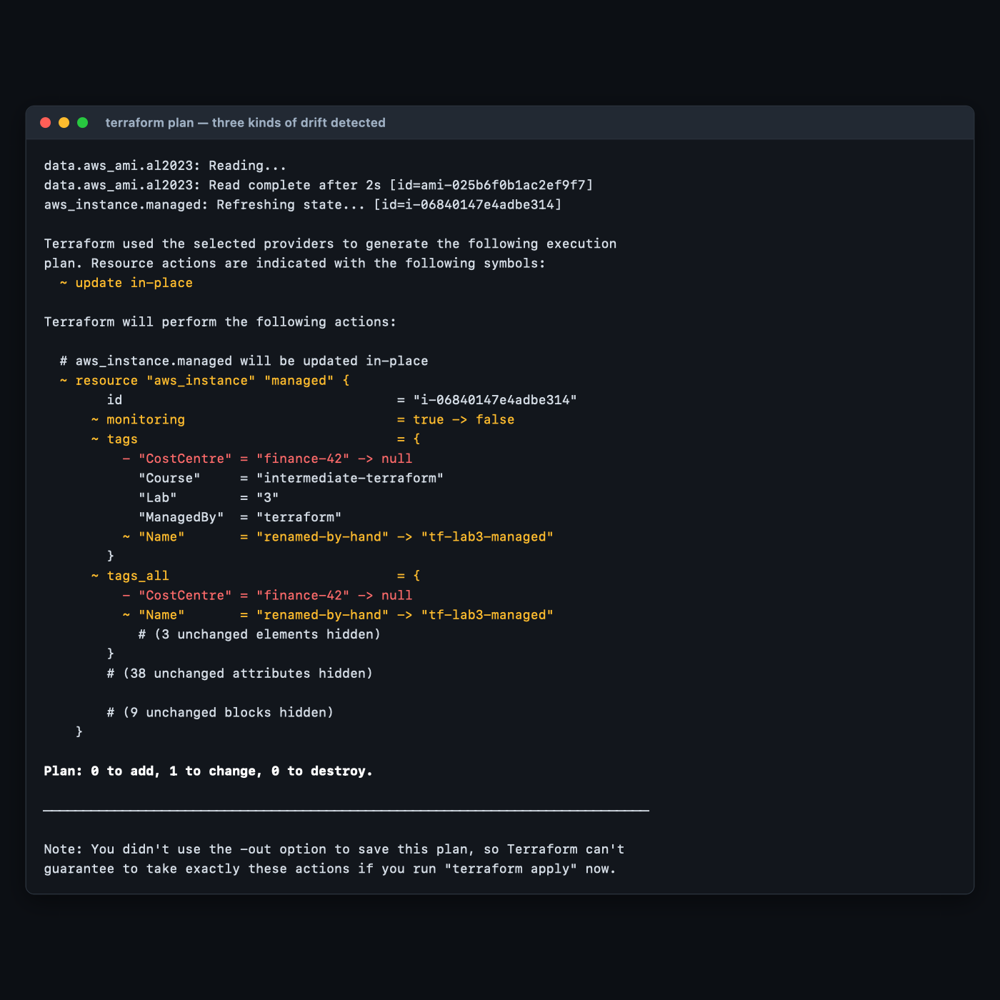 terraform plan — three kinds of drift detected
data.aws_ami.al2023: Reading...
data.aws_ami.al2023: Read complete after 2s [id=ami-025b6f0b1ac2ef9f7]
aws_instance.managed: Refreshing state... [id=i-06840147e4adbe314]
Terraform used the selected providers to generate the following execution
plan. Resource actions are indicated with the following symbols:
  ~ update in-place
Terraform will perform the following actions:
  # aws_instance.managed will be updated in-place
  ~ resource "aws_instance" "managed" {
        id                                   = "i-06840147e4adbe314"
      ~ monitoring                           = true -> false
      ~ tags                                 = {
          - "CostCentre" = "finance-42" -> null
            "Course"     = "intermediate-terraform"
            "Lab"        = "3"
            "ManagedBy"  = "terraform"
          ~ "Name"       = "renamed-by-hand" -> "tf-lab3-managed"
        }
      ~ tags_all                             = {
          - "CostCentre" = "finance-42" -> null
          ~ "Name"       = "renamed-by-hand" -> "tf-lab3-managed"
            # (3 unchanged elements hidden)
        }
        # (38 unchanged attributes hidden)
        # (9 unchanged blocks hidden)
    }
Plan: 0 to add, 1 to change, 0 to destroy.
Note: You didn't use the -out option to save this plan, so Terraform can't
guarantee to take exactly these actions if you run "terraform apply" now.